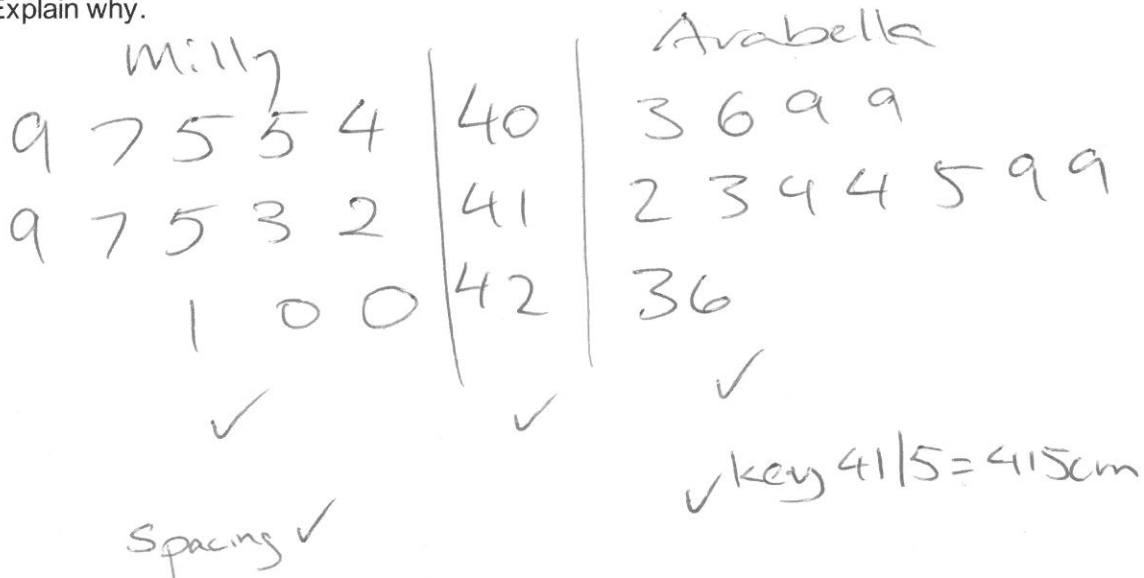 Explain why.
Milly Arabella
9 7 5 5 4 | 40 | 3 6 9 9
9 7 5 3 2 | 41 | 2 3 4 4 5 9 9
1 0 0 | 42 | 3 6
✓ ✓ ✓
✓ key 41|5 = 415cm
Spacing ✓